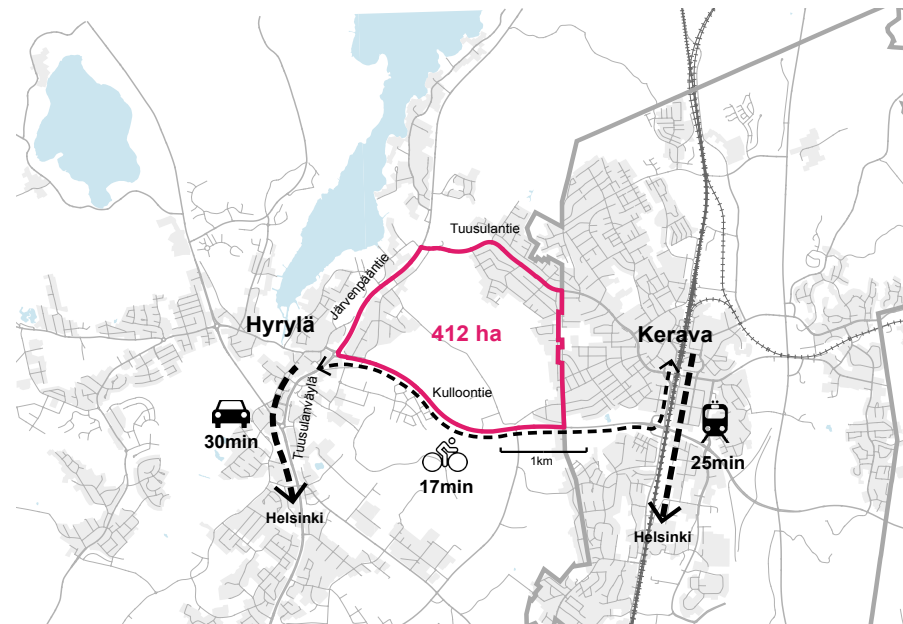 Tuusulantie
Järvenpääntie
Hyrylä
412 ha
Kerava
Kulloontie
Tuusulanväylä
30min
17min
1km
25min
Helsinki
Helsinki